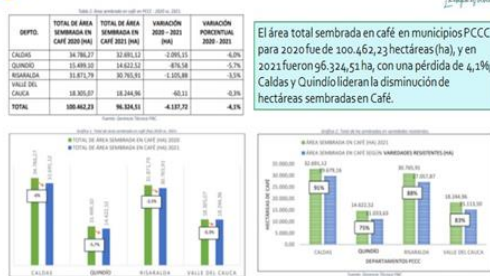 DEPTO. TOTAL DE ÁREA SEMBRADA EN CAFÉ 2020 (HA) TOTAL DE ÁREA SEMBRADA EN CAFÉ 2021 (HA) VARIACIÓN 2020 – 2021 (HA) VARIACIÓN PORCENTUAL 2020 - 2021
CALDAS 34.786,27 32.691,12 -2.095,15 -6,0%
QUINDÍO 15.499,10 14.622,52 -876,58 -5.7%
RISARALDA 31.871,79 30.765,91 -1.105,88 -3,5%
VALLE DEL CAUCA 18.305,07 18.244,96 -60,11 -0,3%
TOTAL 100.462,23 96.324,51 -4.137,72 -4,1%
El área total sembrada en café en municipios PCCC
para 2020 fue de 100.462,23 hectáreas (ha), y en
2021 fueron 96.324,51 ha, con una pérdida de 4,1%
Caldas y Quindío lideran la disminución de
hectáreas sembradas en Café.
TOTAL DE ÁREA SEMBRADA EN CAFÉ 2020 (HA)
TOTAL DE ÁREA SEMBRADA EN CAFÉ 2021 (HA)
CALDAS QUINDÍO RISARALDA VALLE DEL CAUCA
ÁREA SEMBRADA EN CAFÉ 2021 (HA)
ÁREA SEMBRADA EN CAFÉ SEGÚN VARIEDADES RESISTENTES (HA)
HECTÁREAS DE CAFÉ
32.691,12
91%
14.622,52
75%
30.765,91
88%
18.244,96
83%
CALDAS QUINDÍO RISARALDA VALLE DEL CAUCA
DEPARTAMENTOS PCCC